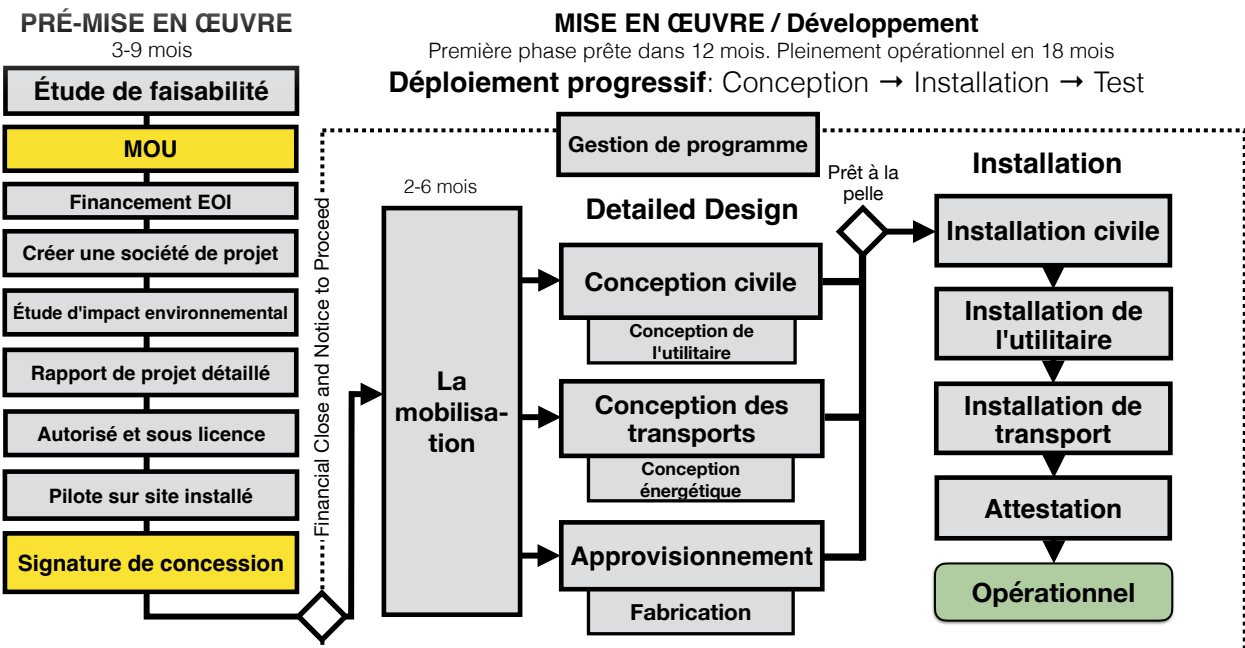 PRÉ-MISE EN ŒUVRE
3-9 mois
Étude de faisabilité
MOU
Financement EOI
Créer une société de projet
Étude d'impact environnemental
Rapport de projet détaillé
Autorisé et sous licence
Pilote sur site installé
Signature de concession
Financial Close and Notice to Proceed
MISE EN ŒUVRE / Développement
Première phase prête dans 12 mois. Pleinement opérationnel en 18 mois
Déploiement progressif: Conception → Installation → Test
Gestion de programme
2-6 mois
La
mobilisa-
tion
Detailed Design
Conception civile
Conception de
l'utilitaire
Conception des
transports
Conception
énergétique
Approvisionnement
Fabrication
Prêt à la
pelle
Installation
Installation civile
Installation de
l'utilitaire
Installation de
transport
Attestation
Opérationnel